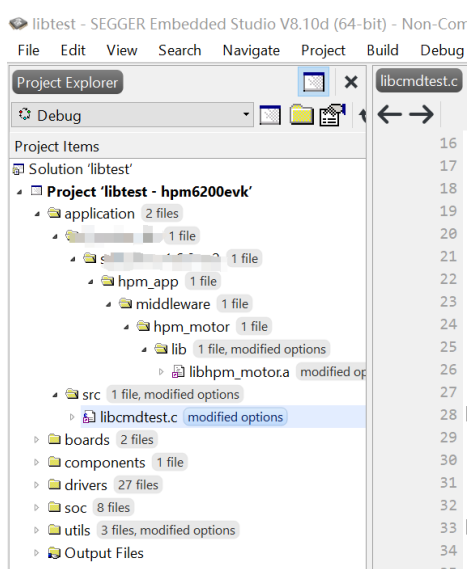 libtest - SEGGER Embedded Studio V8.10d (64-bit) - Non-Com
File Edit View Search Navigate Project Build Debug
Project Explorer
libcmdtest.c
Debug
Project Items
Solution ‘libtest’
Project ‘libtest - hpm6200evk’
application 2 files
1 file
1 file
hpm_app 1 file
middleware 1 file
hpm_motor 1 file
lib 1 file, modified options
libhpm_motor.a modified op
src 1 file, modified options
libcmdtest.c modified options
boards 2 files
components 1 file
drivers 27 files
soc 8 files
utils 3 files, modified options
Output Files
16
17
18
19
20
21
22
23
24
25
26
27
28
29
30
31
32
33
34